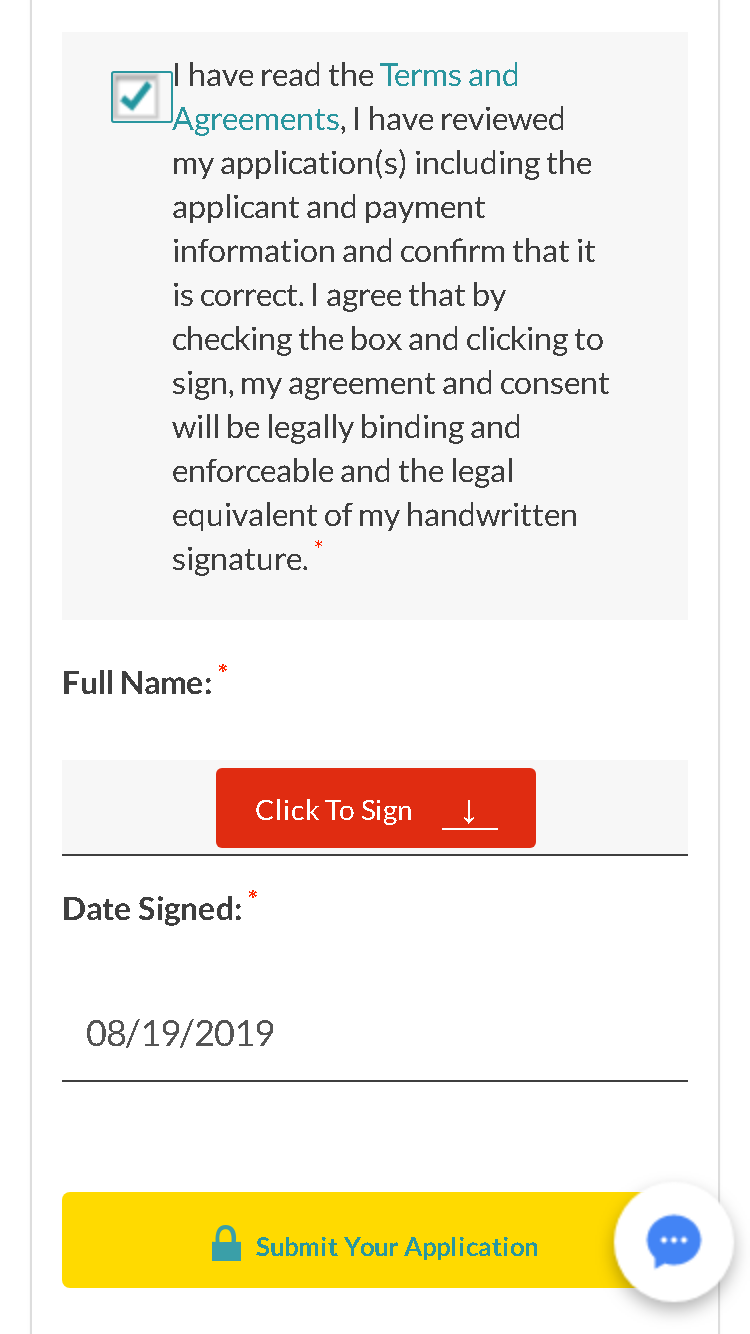 I have read the Terms and
Agreements, I have reviewed
my application(s) including the
applicant and payment
information and confirm that it
is correct. I agree that by
checking the box and clicking to
sign, my agreement and consent
will be legally binding and
enforceable and the legal
equivalent of my handwritten
signature. *
Full Name: *
Click To Sign ↓
Date Signed: *
08/19/2019
Submit Your Application